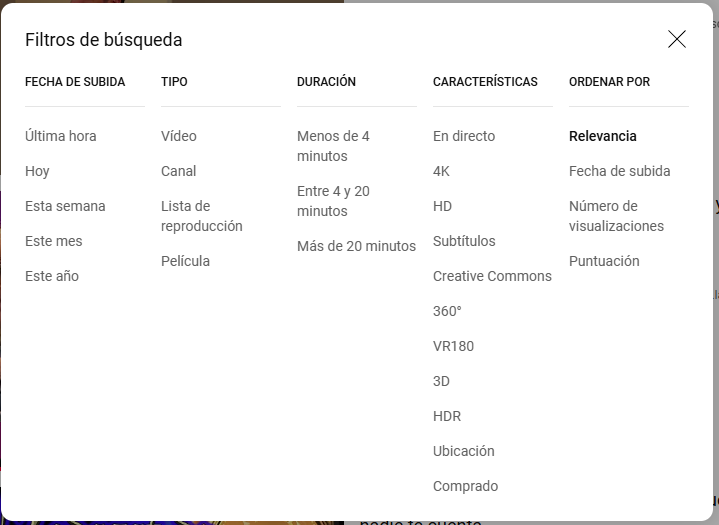 Filtros de búsqueda
FECHA DE SUBIDA
Última hora
Hoy
Esta semana
Este mes
Este año
TIPO
Vídeo
Canal
Lista de
reproducción
Película
DURACIÓN
Menos de 4
minutos
Entre 4 y 20
minutos
Más de 20 minutos
CARACTERÍSTICAS
En directo
4K
HD
Subtítulos
Creative Commons
360°
VR180
3D
HDR
Ubicación
Comprado
ORDENAR POR
Relevancia
Fecha de subida
Número de
visualizaciones
Puntuación